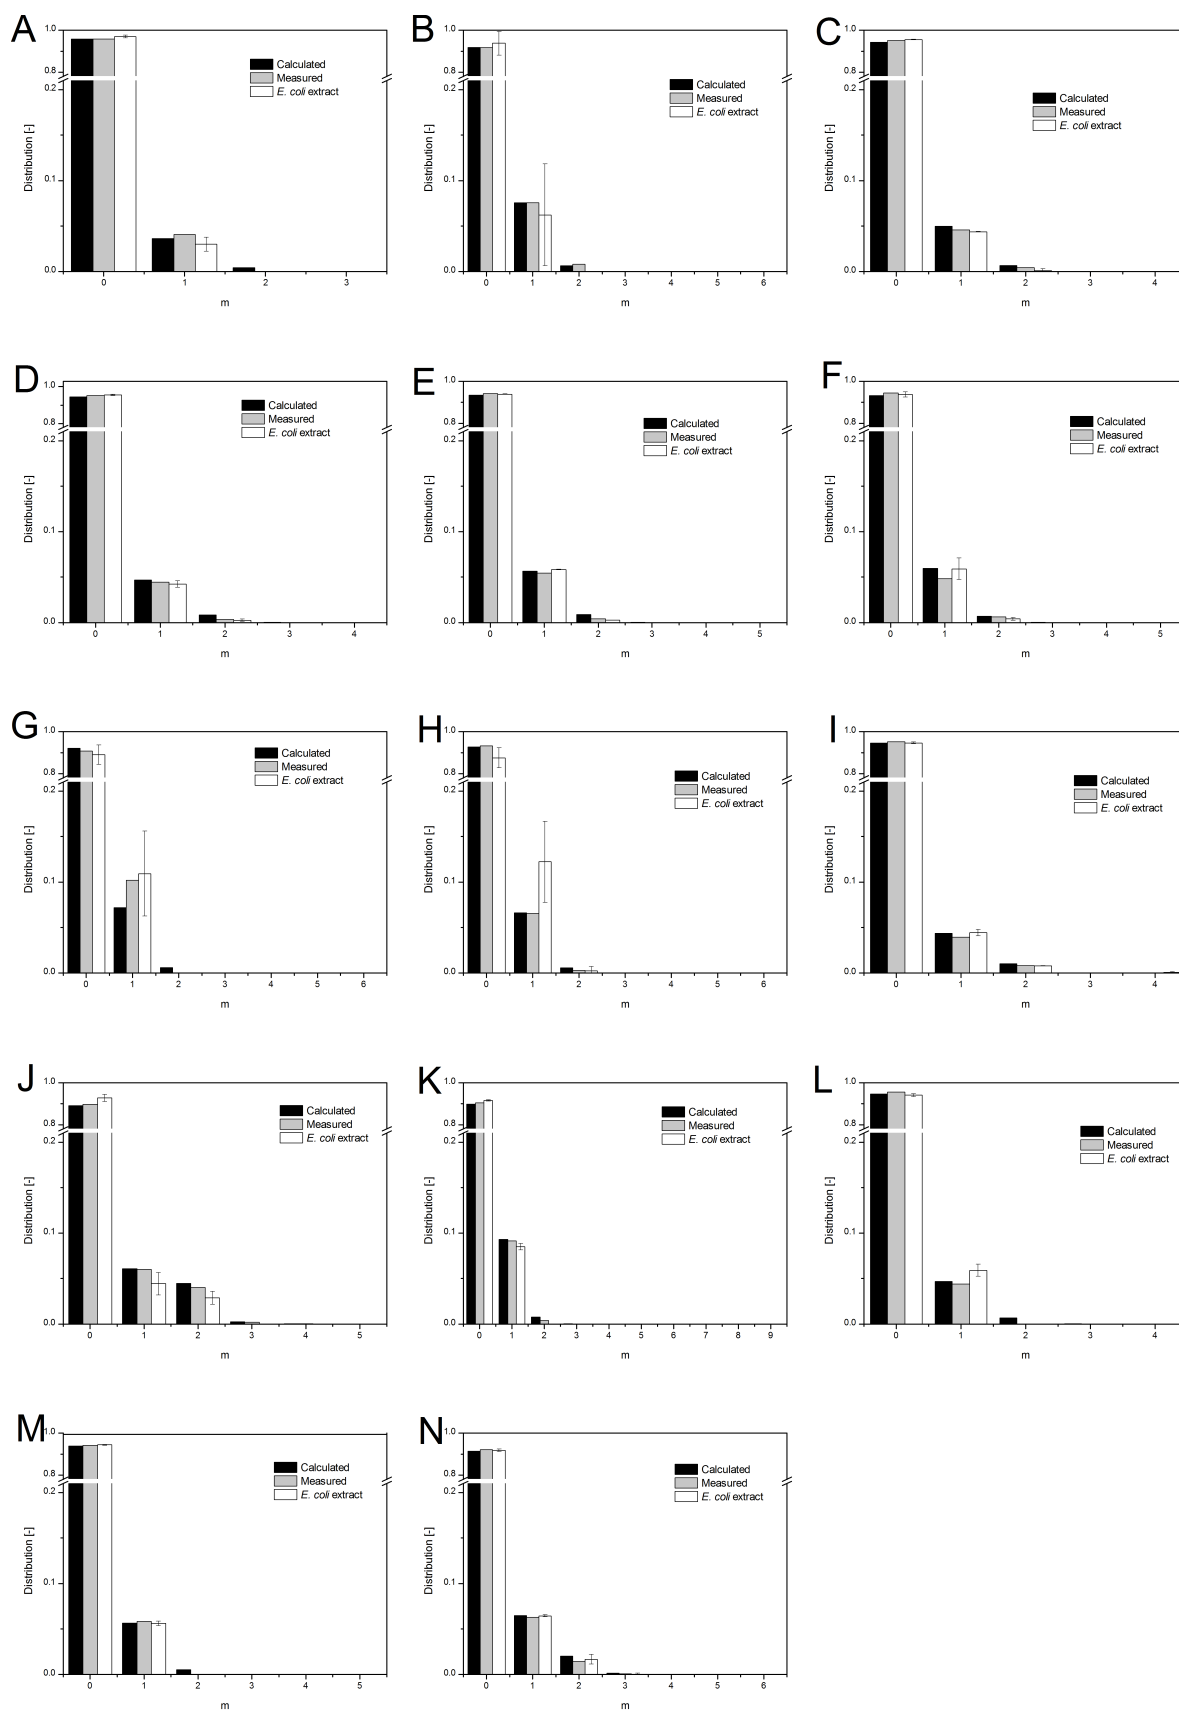 A
B
C
1.0
0.8
0.2
0.1
0.0
Distribution [-]
Calculated
Measured
E. coli extract
0 1 2 3
m
1.0
0.8
0.2
0.1
0.0
Distribution [-]
Calculated
Measured
E. coli extract
0 1 2 3 4 5 6
m
1.0
0.8
0.2
0.1
0.0
Distribution [-]
Calculated
Measured
E. coli extract
0 1 2 3 4
m
D
E
F
1.0
0.8
0.2
0.1
0.0
Distribution [-]
Calculated
Measured
E. coli extract
0 1 2 3 4
m
1.0
0.8
0.2
0.1
0.0
Distribution [-]
Calculated
Measured
E. coli extract
0 1 2 3 4 5
m
1.0
0.8
0.2
0.1
0.0
Distribution [-]
Calculated
Measured
E. coli extract
0 1 2 3 4 5
m
G
H
I
1.0
0.8
0.2
0.1
0.0
Distribution [-]
Calculated
Measured
E. coli extract
0 1 2 3 4 5 6
m
1.0
0.8
0.2
0.1
0.0
Distribution [-]
Calculated
Measured
E. coli extract
0 1 2 3 4 5 6
m
1.0
0.8
0.2
0.1
0.0
Distribution [-]
Calculated
Measured
E. coli extract
0 1 2 3 4
m
J
K
L
1.0
0.8
0.2
0.1
0.0
Distribution [-]
Calculated
Measured
E. coli extract
0 1 2 3 4 5
m
1.0
0.8
0.2
0.1
0.0
Distribution [-]
Calculated
Measured
E. coli extract
0 1 2 3 4 5 6 7 8 9
m
1.0
0.8
0.2
0.1
0.0
Distribution [-]
Calculated
Measured
E. coli extract
0 1 2 3 4
m
M
N
1.0
0.8
0.2
0.1
0.0
Distribution [-]
Calculated
Measured
E. coli extract
0 1 2 3 4 5
m
1.0
0.8
0.2
0.1
0.0
Distribution [-]
Calculated
Measured
E. coli extract
0 1 2 3 4 5 6
m